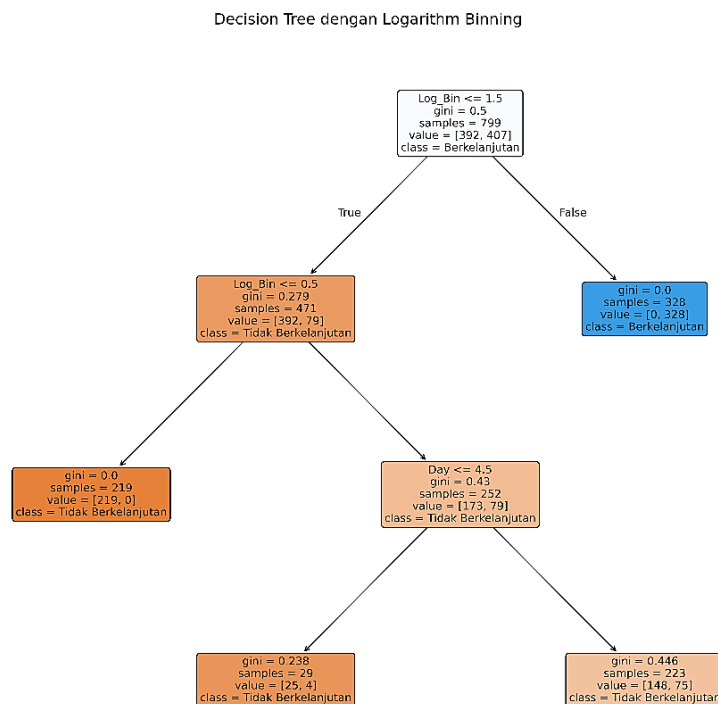 Decision Tree dengan Logarithm Binning
Log_Bin <= 1.5
gini = 0.5
samples = 799
value = [392, 407]
class = Berkelanjutan
True
False
Log_Bin <= 0.5
gini = 0.279
samples = 471
value = [392, 79]
class = Tidak Berkelanjutan
gini = 0.0
samples = 328
value = [0, 328]
class = Berkelanjutan
gini = 0.0
samples = 219
value = [219, 0]
class = Tidak Berkelanjutan
Day <= 4.5
gini = 0.43
samples = 252
value = [173, 79]
class = Tidak Berkelanjutan
gini = 0.238
samples = 29
value = [25, 4]
class = Tidak Berkelanjutan
gini = 0.446
samples = 223
value = [148, 75]
class = Tidak Berkelanjutan